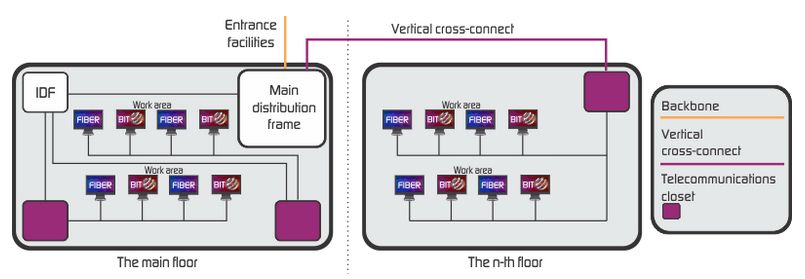 Entrance
facilities
Vertical cross-connect
IDF
Main
distribution
frame
Work area
FIBER
BIT
FIBER
BIT
Work area
FIBER
BIT
FIBER
BIT
The main floor
Work area
FIBER
BIT
FIBER
BIT
Work area
FIBER
BIT
FIBER
BIT
The n-th floor
Backbone
Vertical
cross-connect
Telecommunications
closet